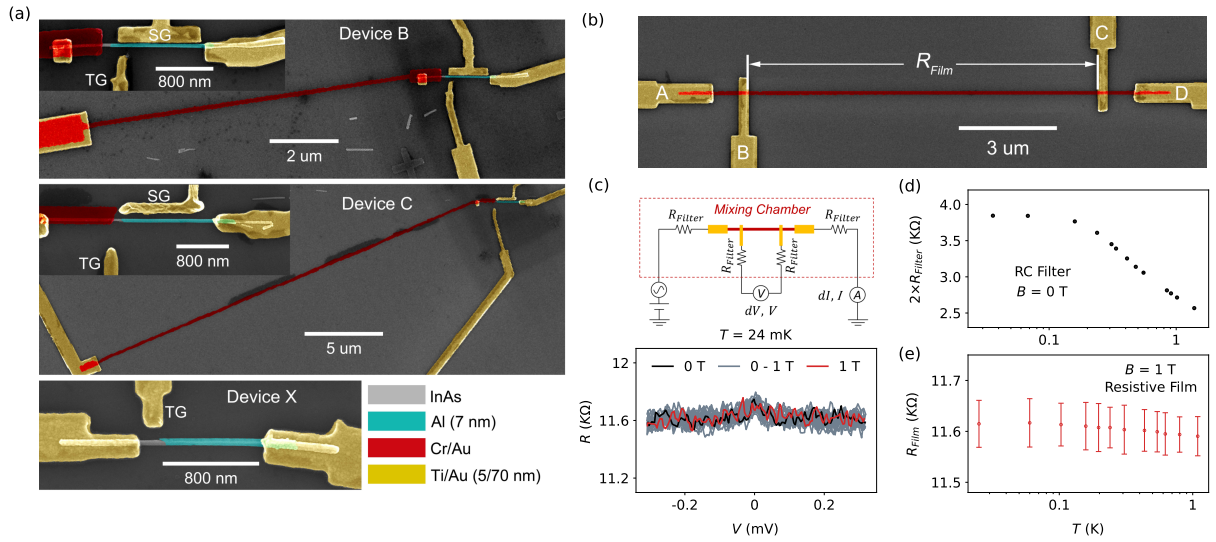 (a)
SG
TG
800 nm
Device B
2 um
SG
TG
800 nm
Device C
5 um
TG
Device X
800 nm
InAs
Al (7 nm)
Cr/Au
Ti/Au (5/70 nm)
(b)
A
B
C
D
R_Film
3 um
(c)
Mixing Chamber
R_Filter
R_Filter
R_Filter
R_Filter
V
A
dV, V
dI, I
T = 24 mK
0 T
0 - 1 T
1 T
R (KΩ)
12
11.6
11.2
-0.2
0
0.2
V (mV)
(d)
2×R_Filter (KΩ)
4.0
3.5
3.0
2.5
RC Filter
B = 0 T
0.1
1
(e)
B = 1 T
Resistive Film
R_Film (KΩ)
11.7
11.6
11.5
0.1
1
T (K)